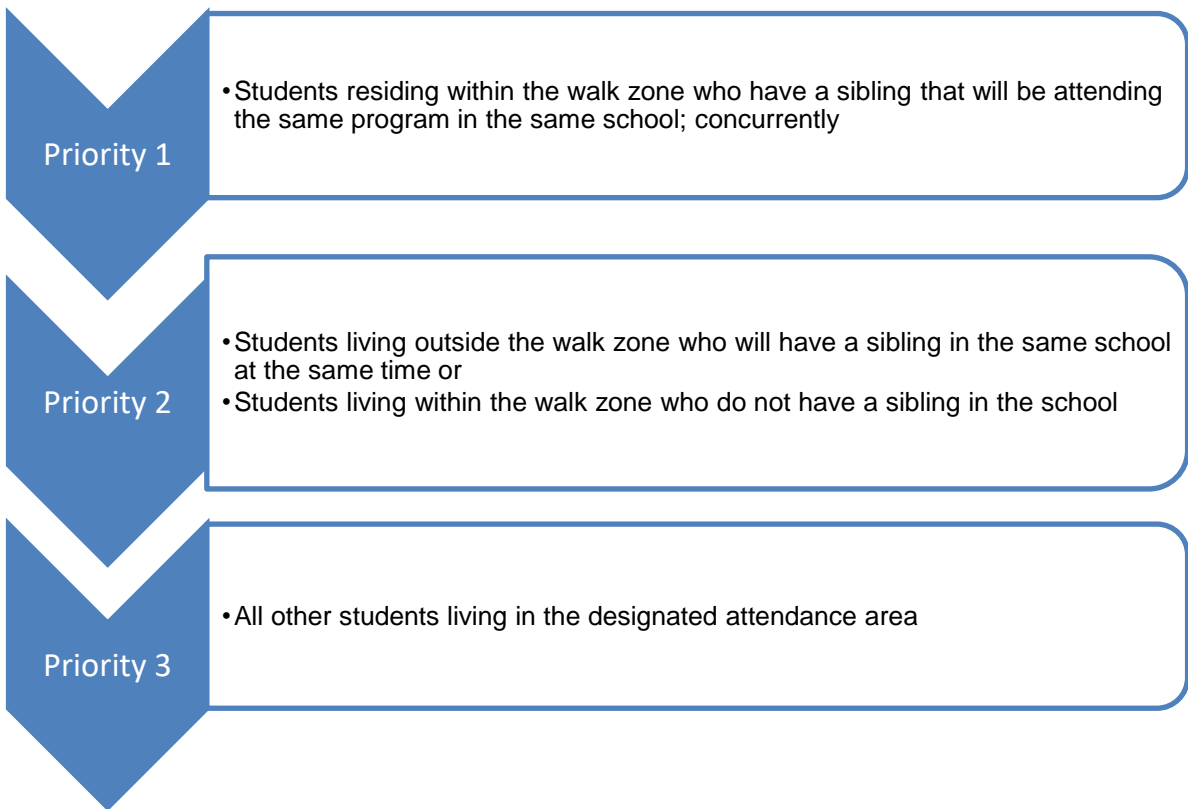 Priority 1
•Students residing within the walk zone who have a sibling that will be attending
the same program in the same school; concurrently
Priority 2
•Students living outside the walk zone who will have a sibling in the same school
at the same time or
•Students living within the walk zone who do not have a sibling in the school
Priority 3
•All other students living in the designated attendance area